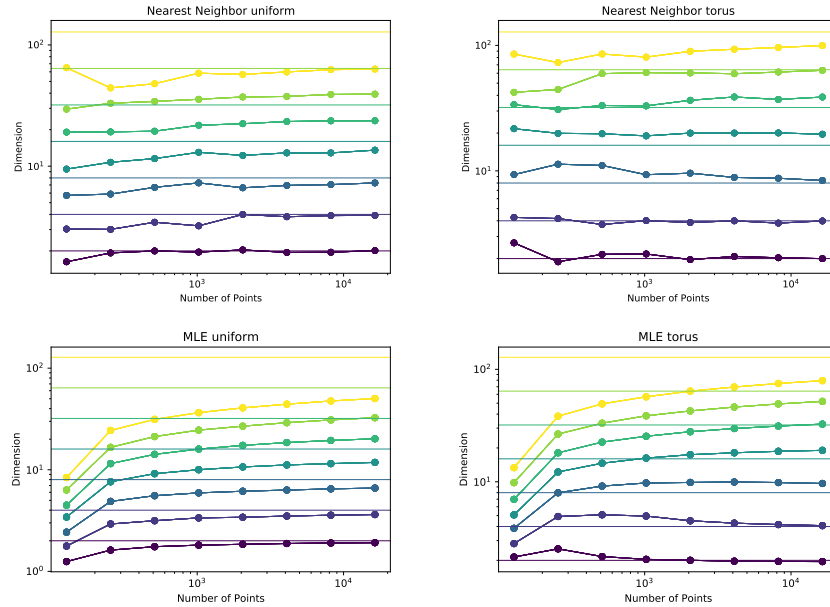 Nearest Neighbor uniform
Dimension
10²
10¹
10³
10⁴
Number of Points
Nearest Neighbor torus
Dimension
10²
10¹
10³
10⁴
Number of Points
MLE uniform
Dimension
10²
10¹
10⁰
10³
10⁴
Number of Points
MLE torus
Dimension
10²
10¹
10³
10⁴
Number of Points